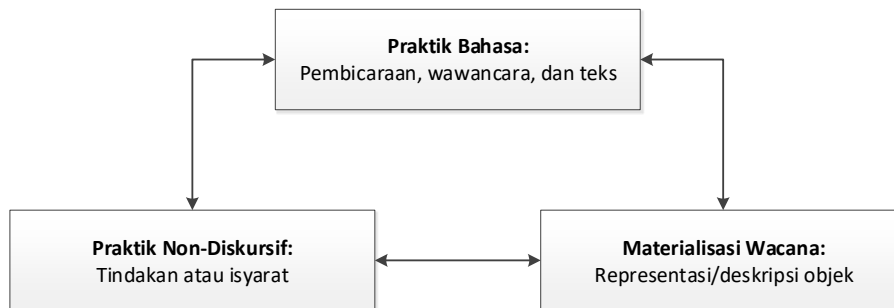 Praktik Bahasa:
Pembicaraan, wawancara, dan teks
Praktik Non-Diskursif:
Tindakan atau isyarat
Materialisasi Wacana:
Representasi/deskripsi objek